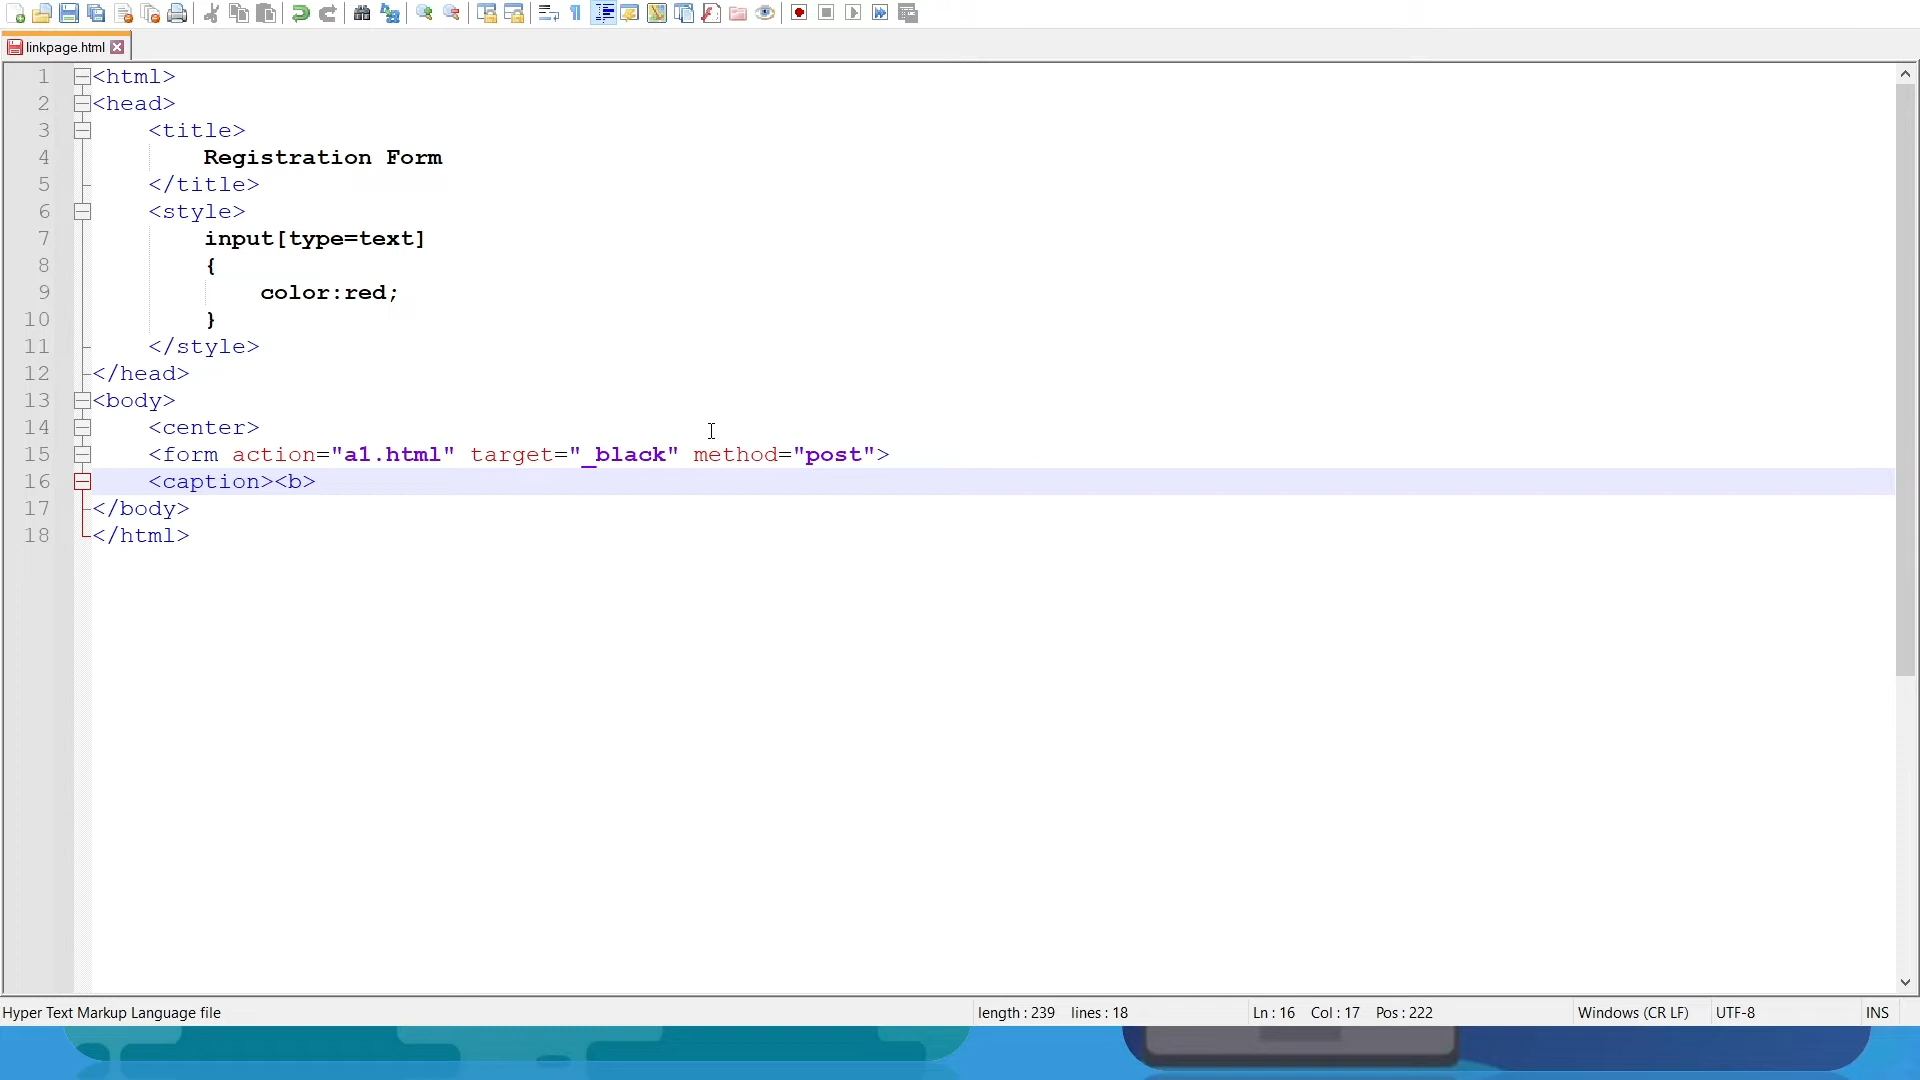 linkpage.html
1 <html>
2 <head>
3 <title>
4 Registration Form
5 </title>
6 <style>
7 input[type=text]
8 {
9 color:red;
10 }
11 </style>
12 </head>
13 <body>
14 <center>
15 <form action="a1.html" target="_black" method="post">
16 <caption><b>
17 </body>
18 </html>
Hyper Text Markup Language file length : 239 lines : 18 Ln : 16 Col : 17 Pos : 222 Windows (CR LF) UTF-8 INS